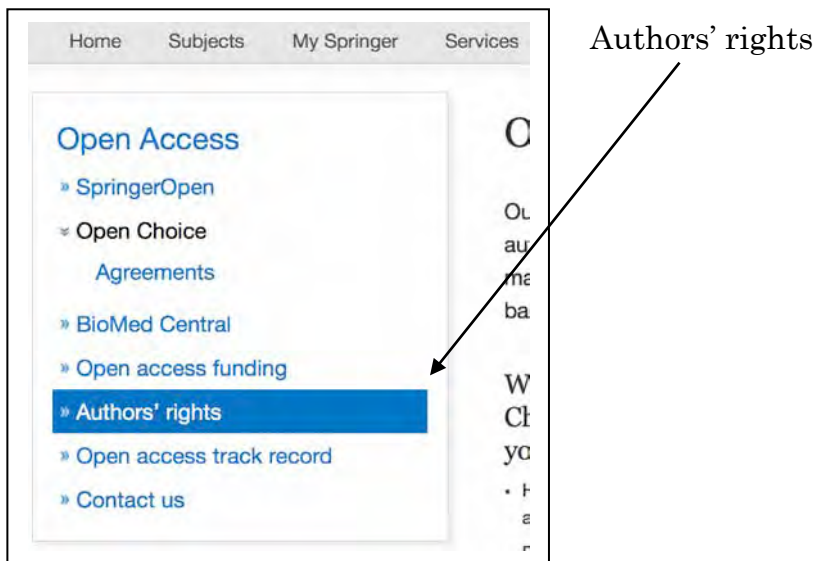 Home Subjects My Springer Services
Authors' rights
Open Access
» SpringerOpen
Open Choice
Agreements
» BioMed Central
» Open access funding
» Authors' rights
» Open access track record
» Contact us